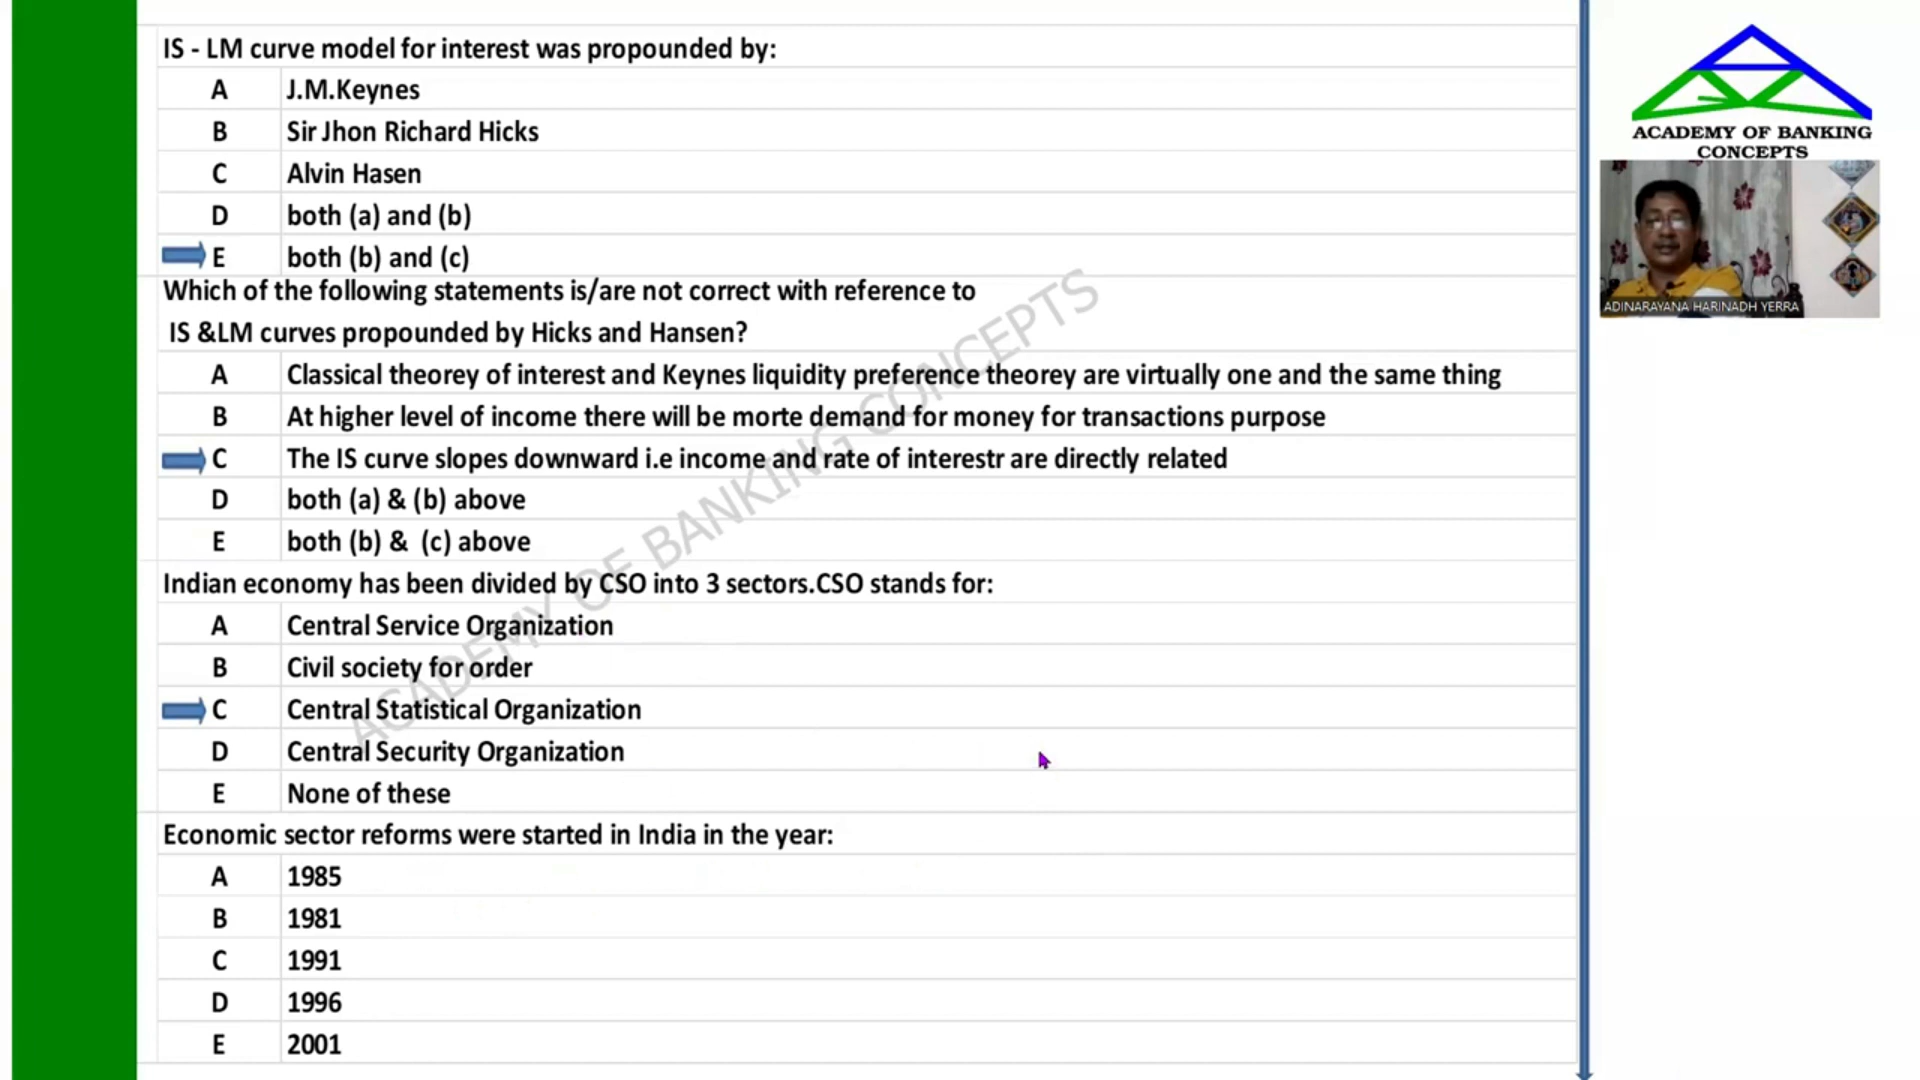 IS - LM curve model for interest was propounded by:
A J.M.Keynes
B Sir Jhon Richard Hicks
C Alvin Hasen
D both (a) and (b)
E both (b) and (c)
Which of the following statements is/are not correct with reference to
IS &LM curves propounded by Hicks and Hansen?
A Classical theorey of interest and Keynes liquidity preference theorey are virtually one and the same thing
B At higher level of income there will be morte demand for money for transactions purpose
C The IS curve slopes downward i.e income and rate of interestr are directly related
D both (a) & (b) above
E both (b) & (c) above
Indian economy has been divided by CSO into 3 sectors.CSO stands for:
A Central Service Organization
B Civil society for order
C Central Statistical Organization
D Central Security Organization
E None of these
Economic sector reforms were started in India in the year:
A 1985
B 1981
C 1991
D 1996
E 2001
ACADEMY OF BANKING CONCEPTS
ACADEMY OF BANKING
CONCEPTS
ADINARAYANA HARINADH YERRA